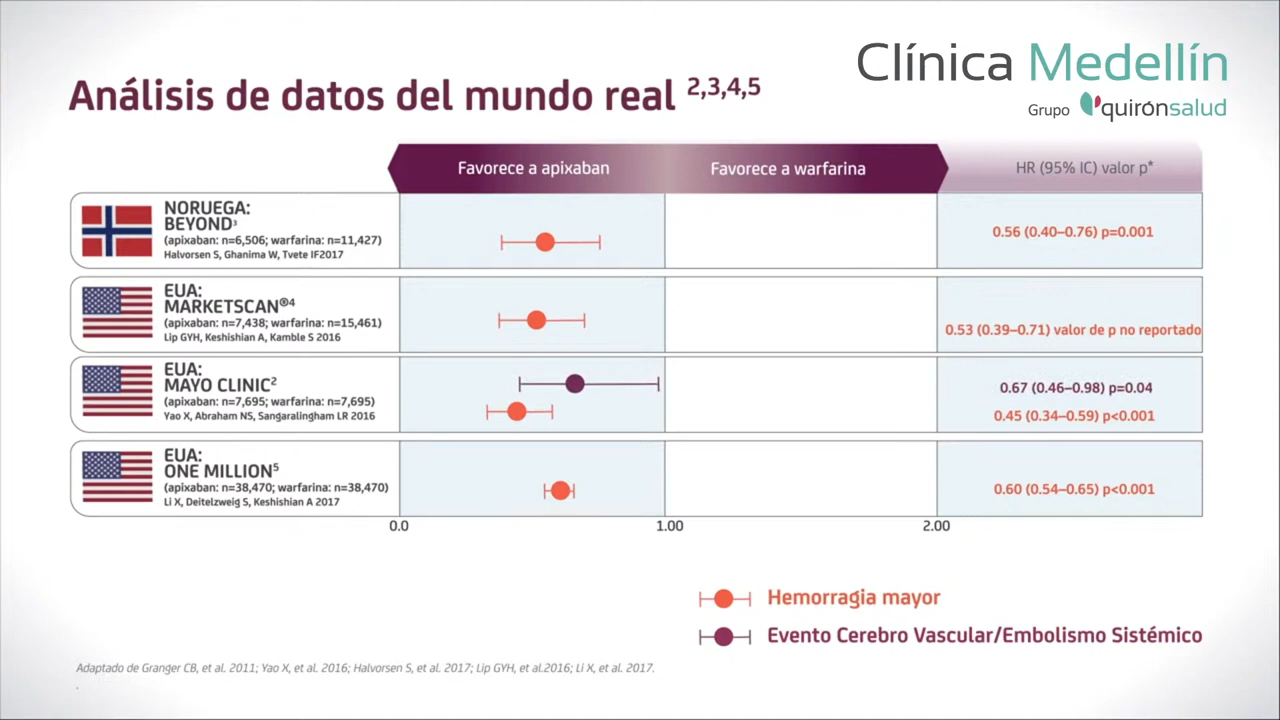 Clínica Medellín
Grupo quirónsalud
Análisis de datos del mundo real 2,3,4,5
Favorece a apixaban
Favorece a warfarina
HR (95% IC) valor p*
NORUEGA:
BEYOND3
(apixaban: n=6,506; warfarina: n=11,427)
Halvorsen S, Ghanima W, Tvete IF2017
0.56 (0.40–0.76) p=0.001
EUA:
MARKETSCAN®4
(apixaban: n=7,438; warfarina: n=15,461)
Lip GYH, Keshishian A, Kamble S 2016
0.53 (0.39–0.71) valor de p no reportado
EUA:
MAYO CLINIC2
(apixaban: n=7,695; warfarina: n=7,695)
Yao X, Abraham NS, Sangaralingham LR 2016
0.67 (0.46–0.98) p=0.04
0.45 (0.34–0.59) p<0.001
EUA:
ONE MILLION5
(apixaban: n=38,470; warfarina: n=38,470)
Li X, Deitelzweig S, Keshishian A 2017
0.60 (0.54–0.65) p<0.001
0.0
1.00
2.00
Hemorragia mayor
Evento Cerebro Vascular/Embolismo Sistémico
Adaptado de Granger CB, et al. 2011; Yao X, et al. 2016; Halvorsen S, et al. 2017; Lip GYH, et al.2016; Li X, et al. 2017.
.